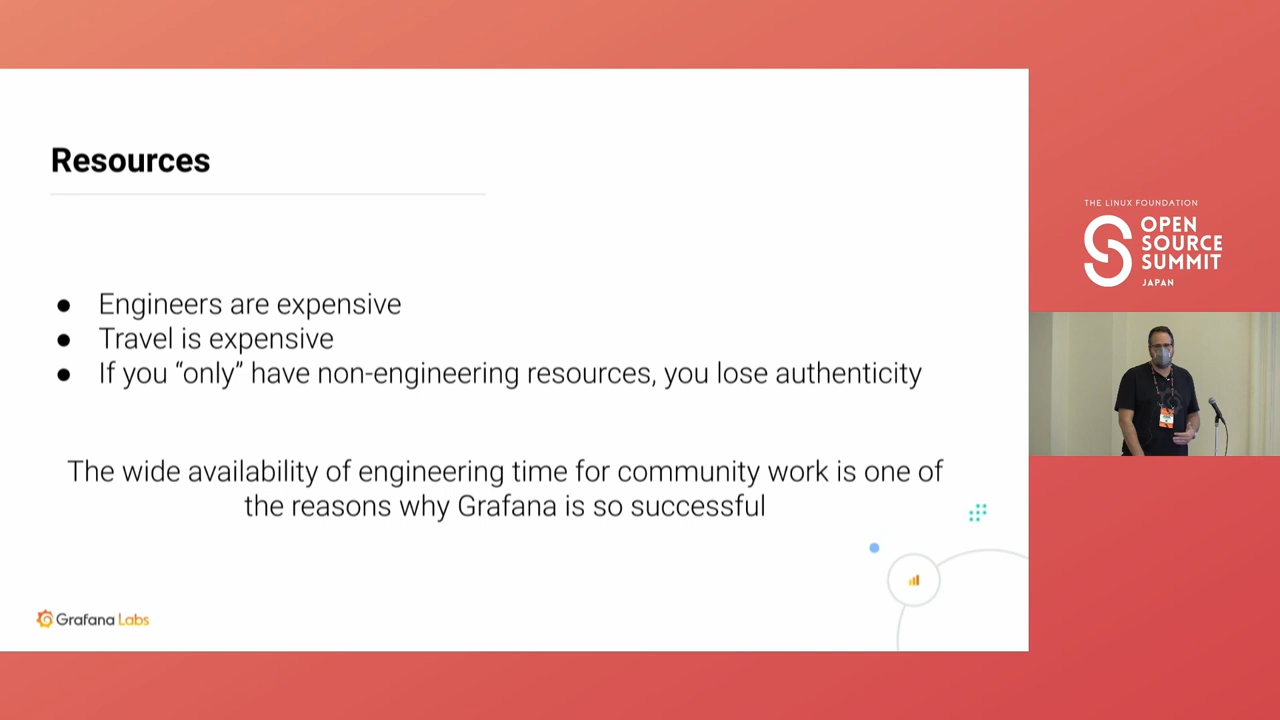 Resources
● Engineers are expensive
● Travel is expensive
● If you “only” have non-engineering resources, you lose authenticity
The wide availability of engineering time for community work is one of
the reasons why Grafana is so successful
Grafana Labs
THE LINUX FOUNDATION
OPEN
SOURCE
SUMMIT
JAPAN